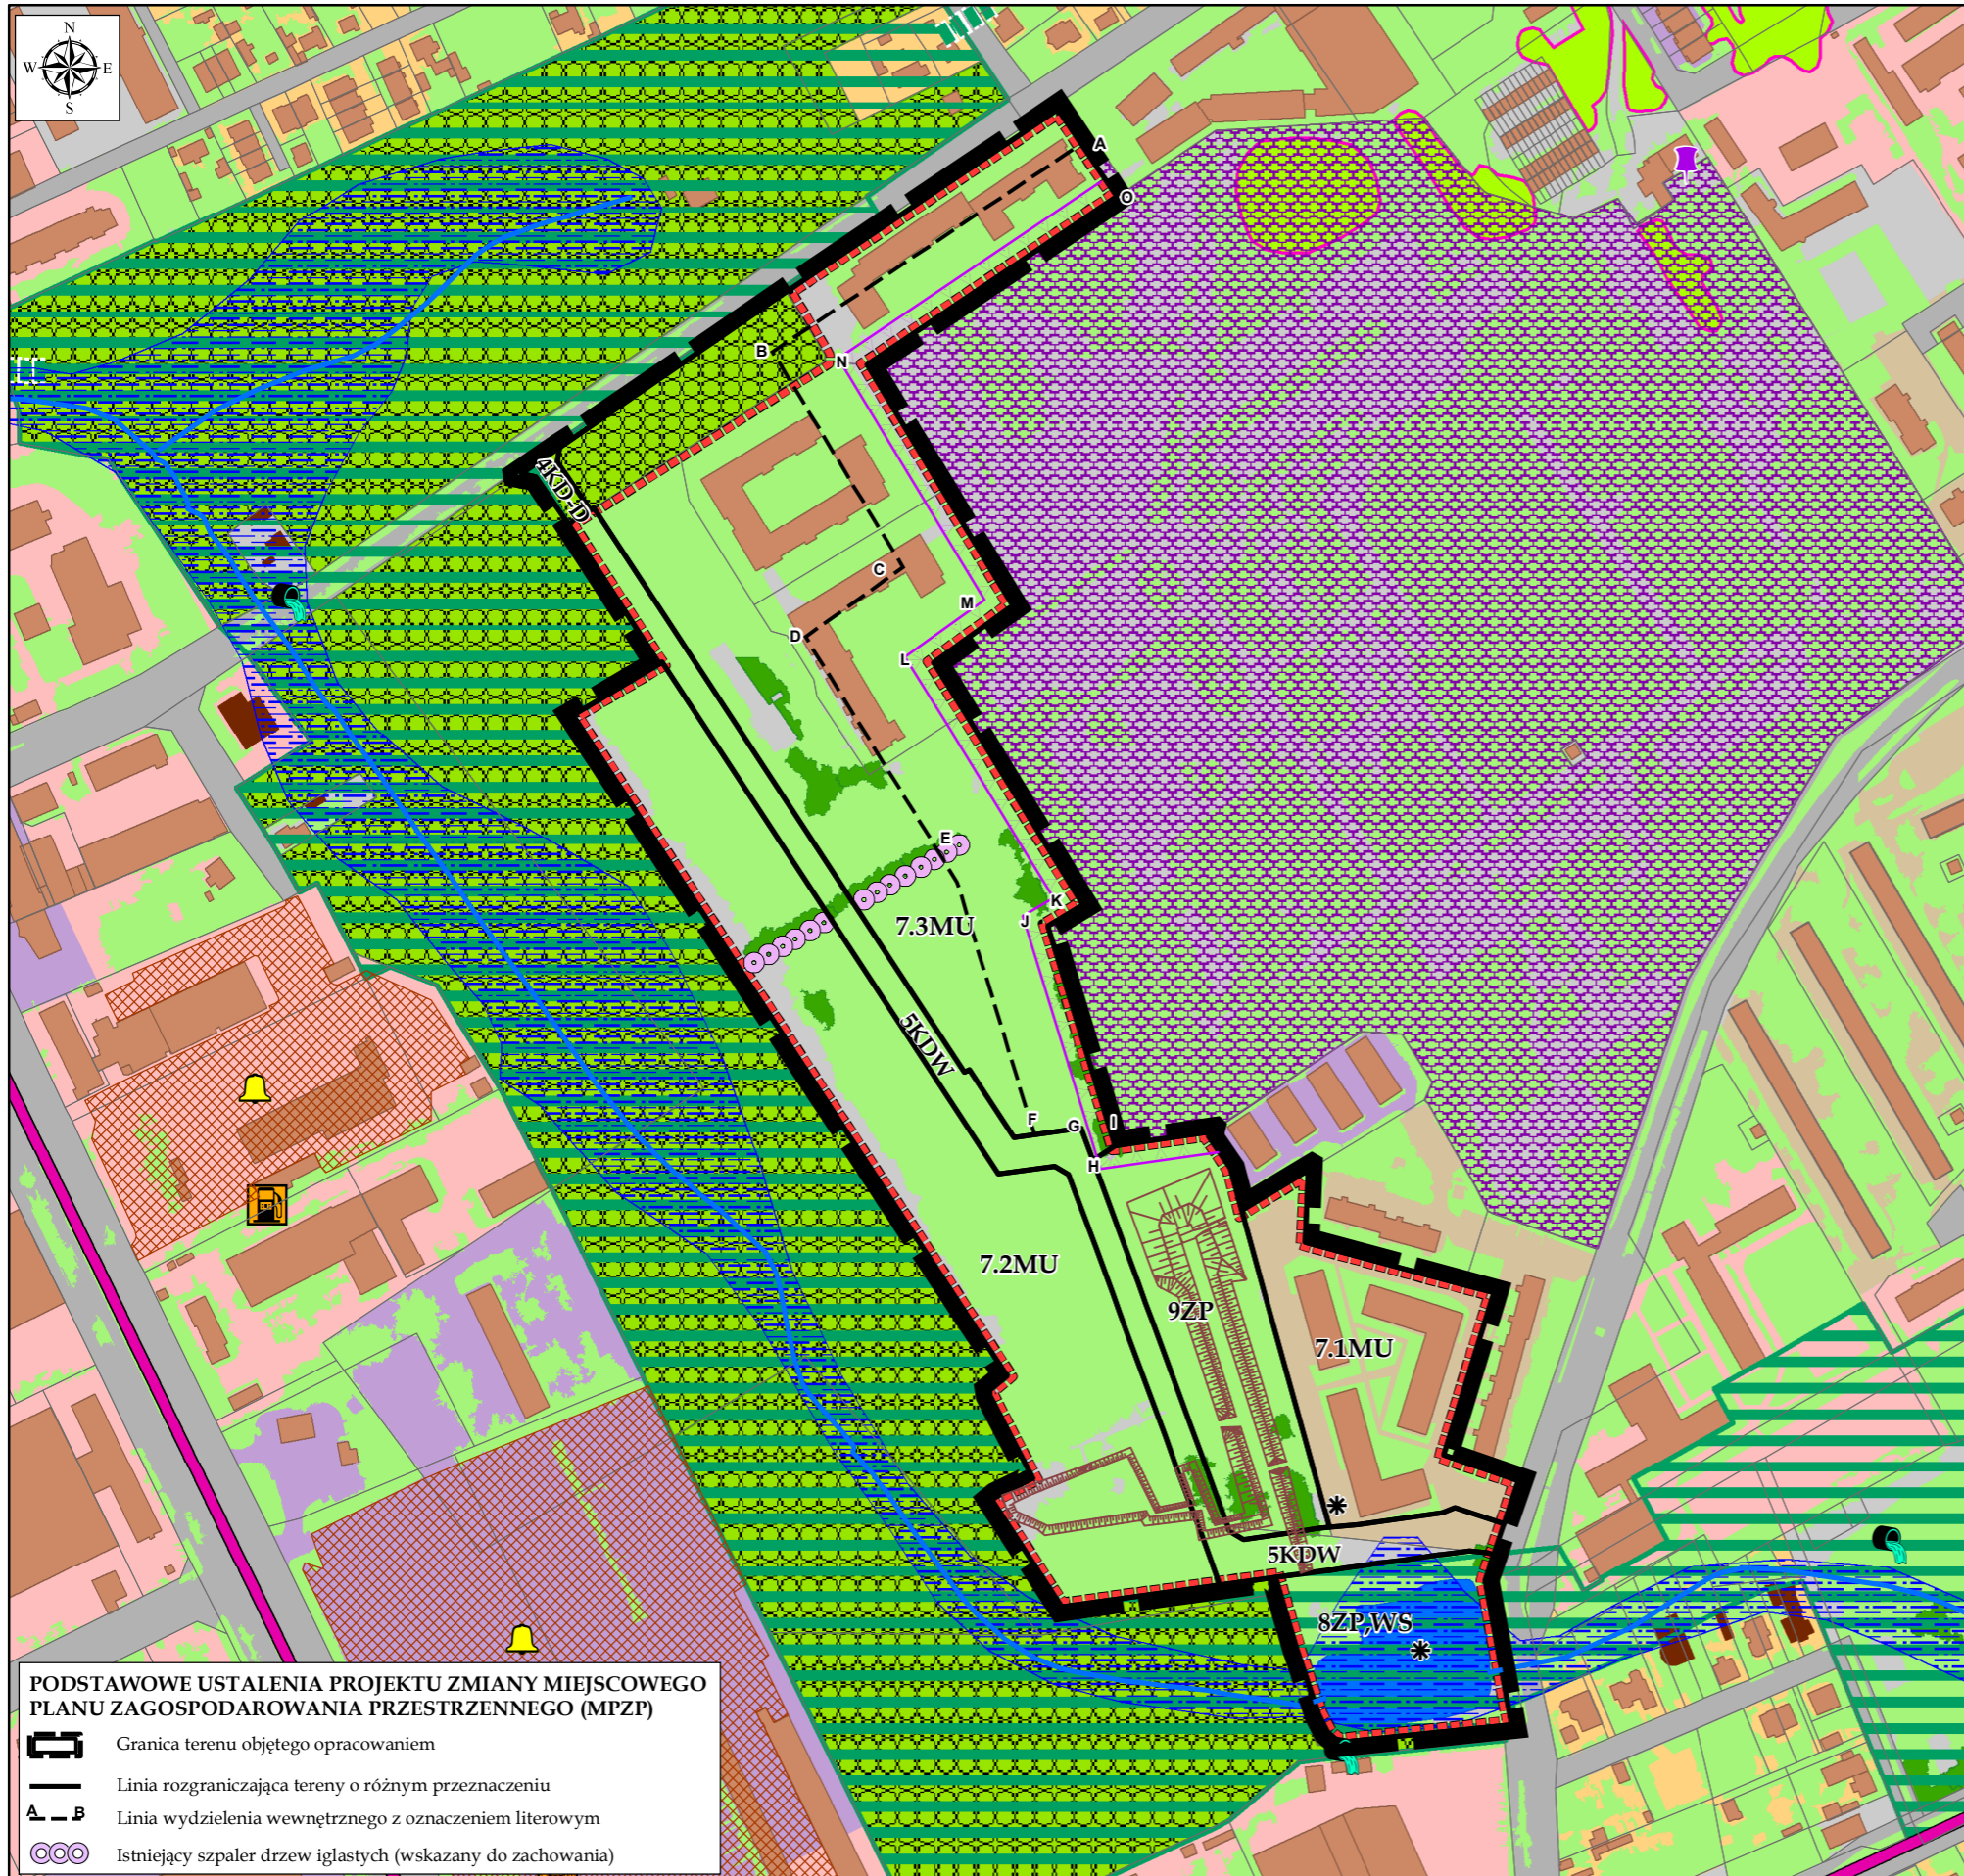 N
W E
S
A
O
B
N
4KD-D
C
M
D
L
E
K
7.3MU
J
5KDW
F
G
I
H
7.2MU
9ZP
7.1MU
5KDW
8ZP,WS
PODSTAWOWE USTALENIA PROJEKTU ZMIANY MIEJSCOWEGO
PLANU ZAGOSPODAROWANIA PRZESTRZENNEGO (MPZP)
Granica terenu objętego opracowaniem
Linia rozgraniczająca tereny o różnym przeznaczeniu
A B Linia wydzielenia wewnętrznego z oznaczeniem literowym
Istniejący szpaler drzew iglastych (wskazany do zachowania)